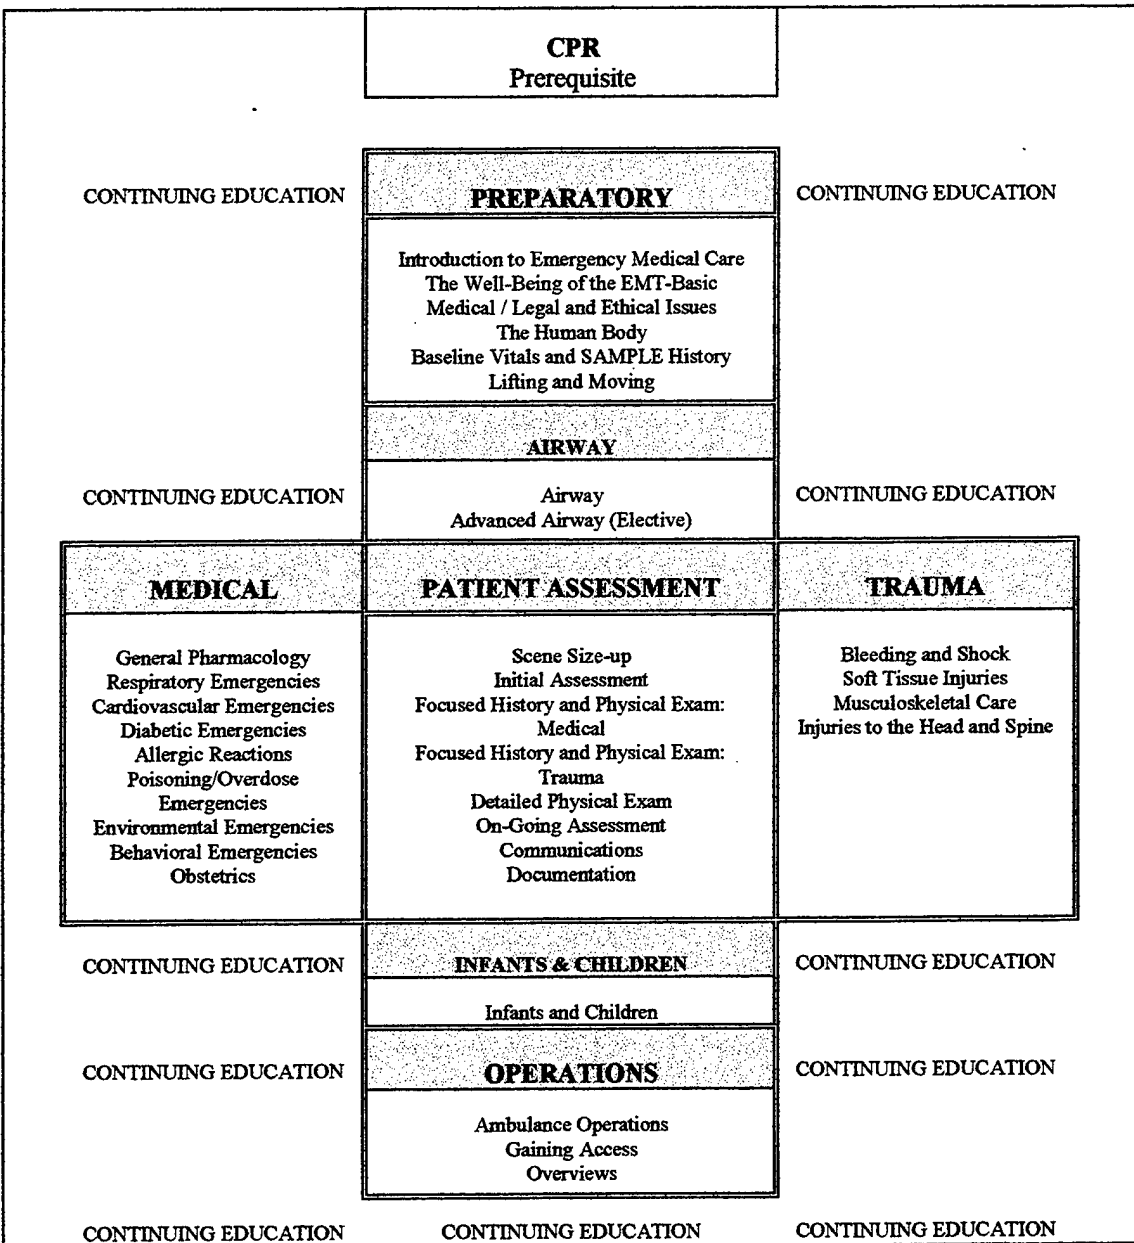 CPR
Prerequisite
CONTINUING EDUCATION
PREPARATORY
CONTINUING EDUCATION
Introduction to Emergency Medical Care
The Well-Being of the EMT-Basic
Medical / Legal and Ethical Issues
The Human Body
Baseline Vitals and SAMPLE History
Lifting and Moving
AIRWAY
CONTINUING EDUCATION
Airway
Advanced Airway (Elective)
CONTINUING EDUCATION
MEDICAL
General Pharmacology
Respiratory Emergencies
Cardiovascular Emergencies
Diabetic Emergencies
Allergic Reactions
Poisoning/Overdose
Emergencies
Environmental Emergencies
Behavioral Emergencies
Obstetrics
PATIENT ASSESSMENT
Scene Size-up
Initial Assessment
Focused History and Physical Exam:
Medical
Focused History and Physical Exam:
Trauma
Detailed Physical Exam
On-Going Assessment
Communications
Documentation
TRAUMA
Bleeding and Shock
Soft Tissue Injuries
Musculoskeletal Care
Injuries to the Head and Spine
CONTINUING EDUCATION
INFANTS & CHILDREN
CONTINUING EDUCATION
Infants and Children
CONTINUING EDUCATION
OPERATIONS
CONTINUING EDUCATION
Ambulance Operations
Gaining Access
Overviews
CONTINUING EDUCATION
CONTINUING EDUCATION
CONTINUING EDUCATION